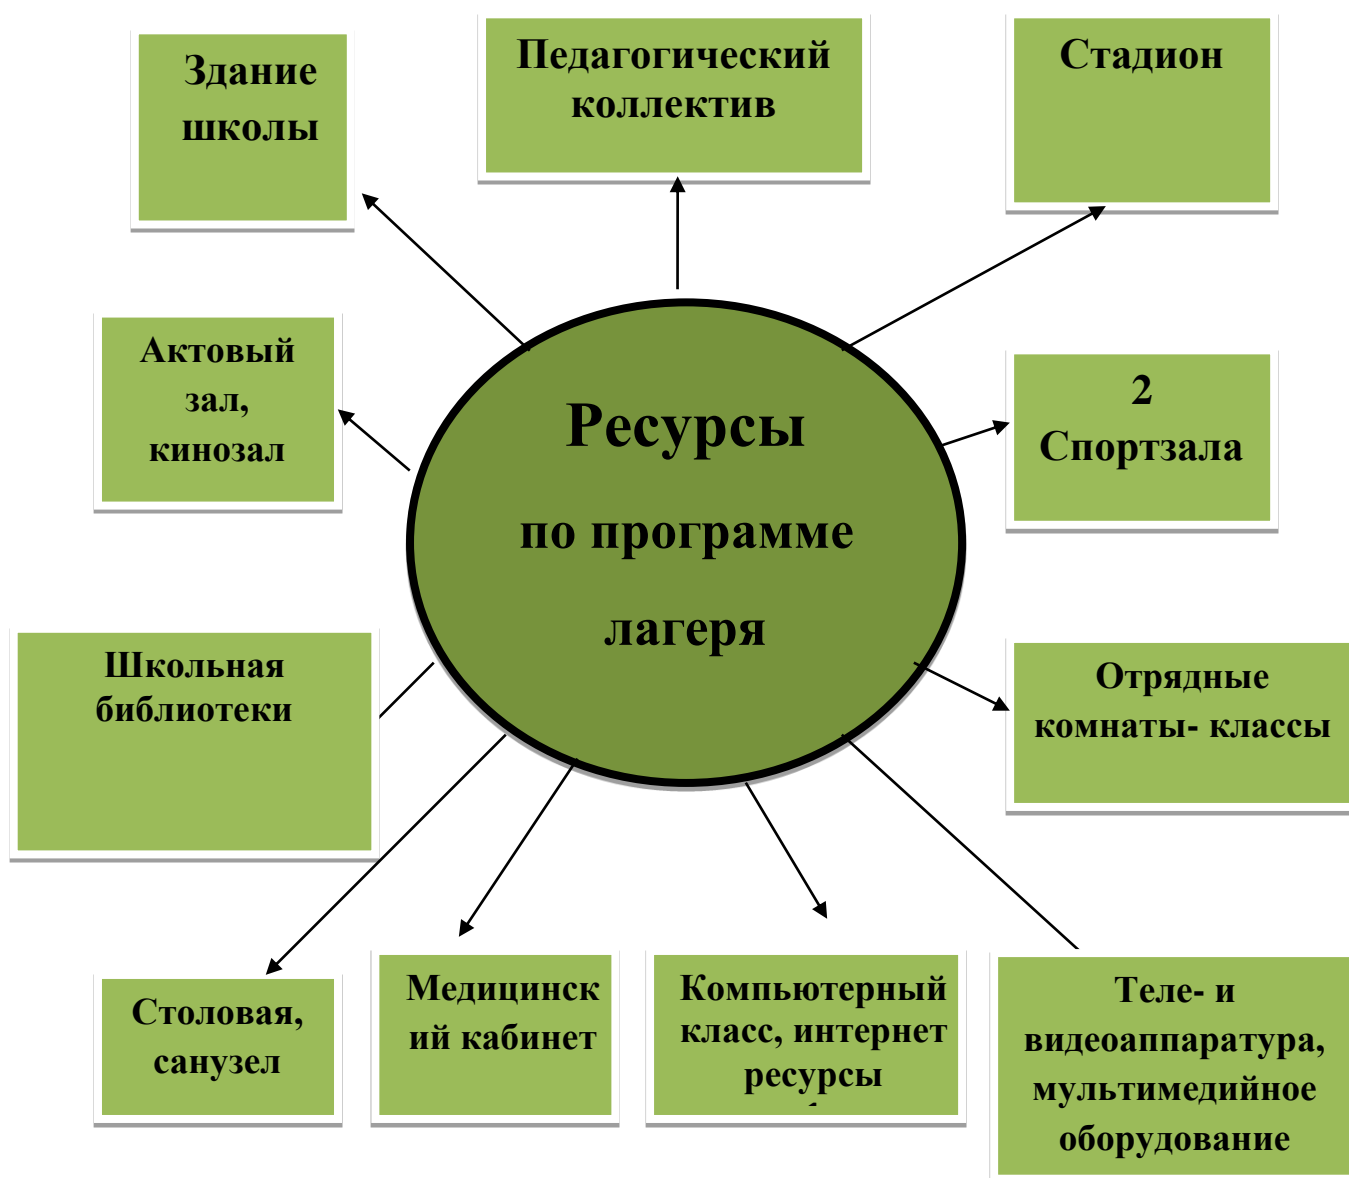 Здание
школы
Педагогический
коллектив
Стадион
Актовый
зал,
кинозал
Ресурсы
по программе
лагеря
2
Спортзала
Школьная
библиотеки
Отрядные
комнаты- классы
Столовая,
санузел
Медицинск
ий кабинет
Компьютерный
класс, интернет
ресурсы
Теле- и
видеоаппаратура,
мультимедийное
оборудование